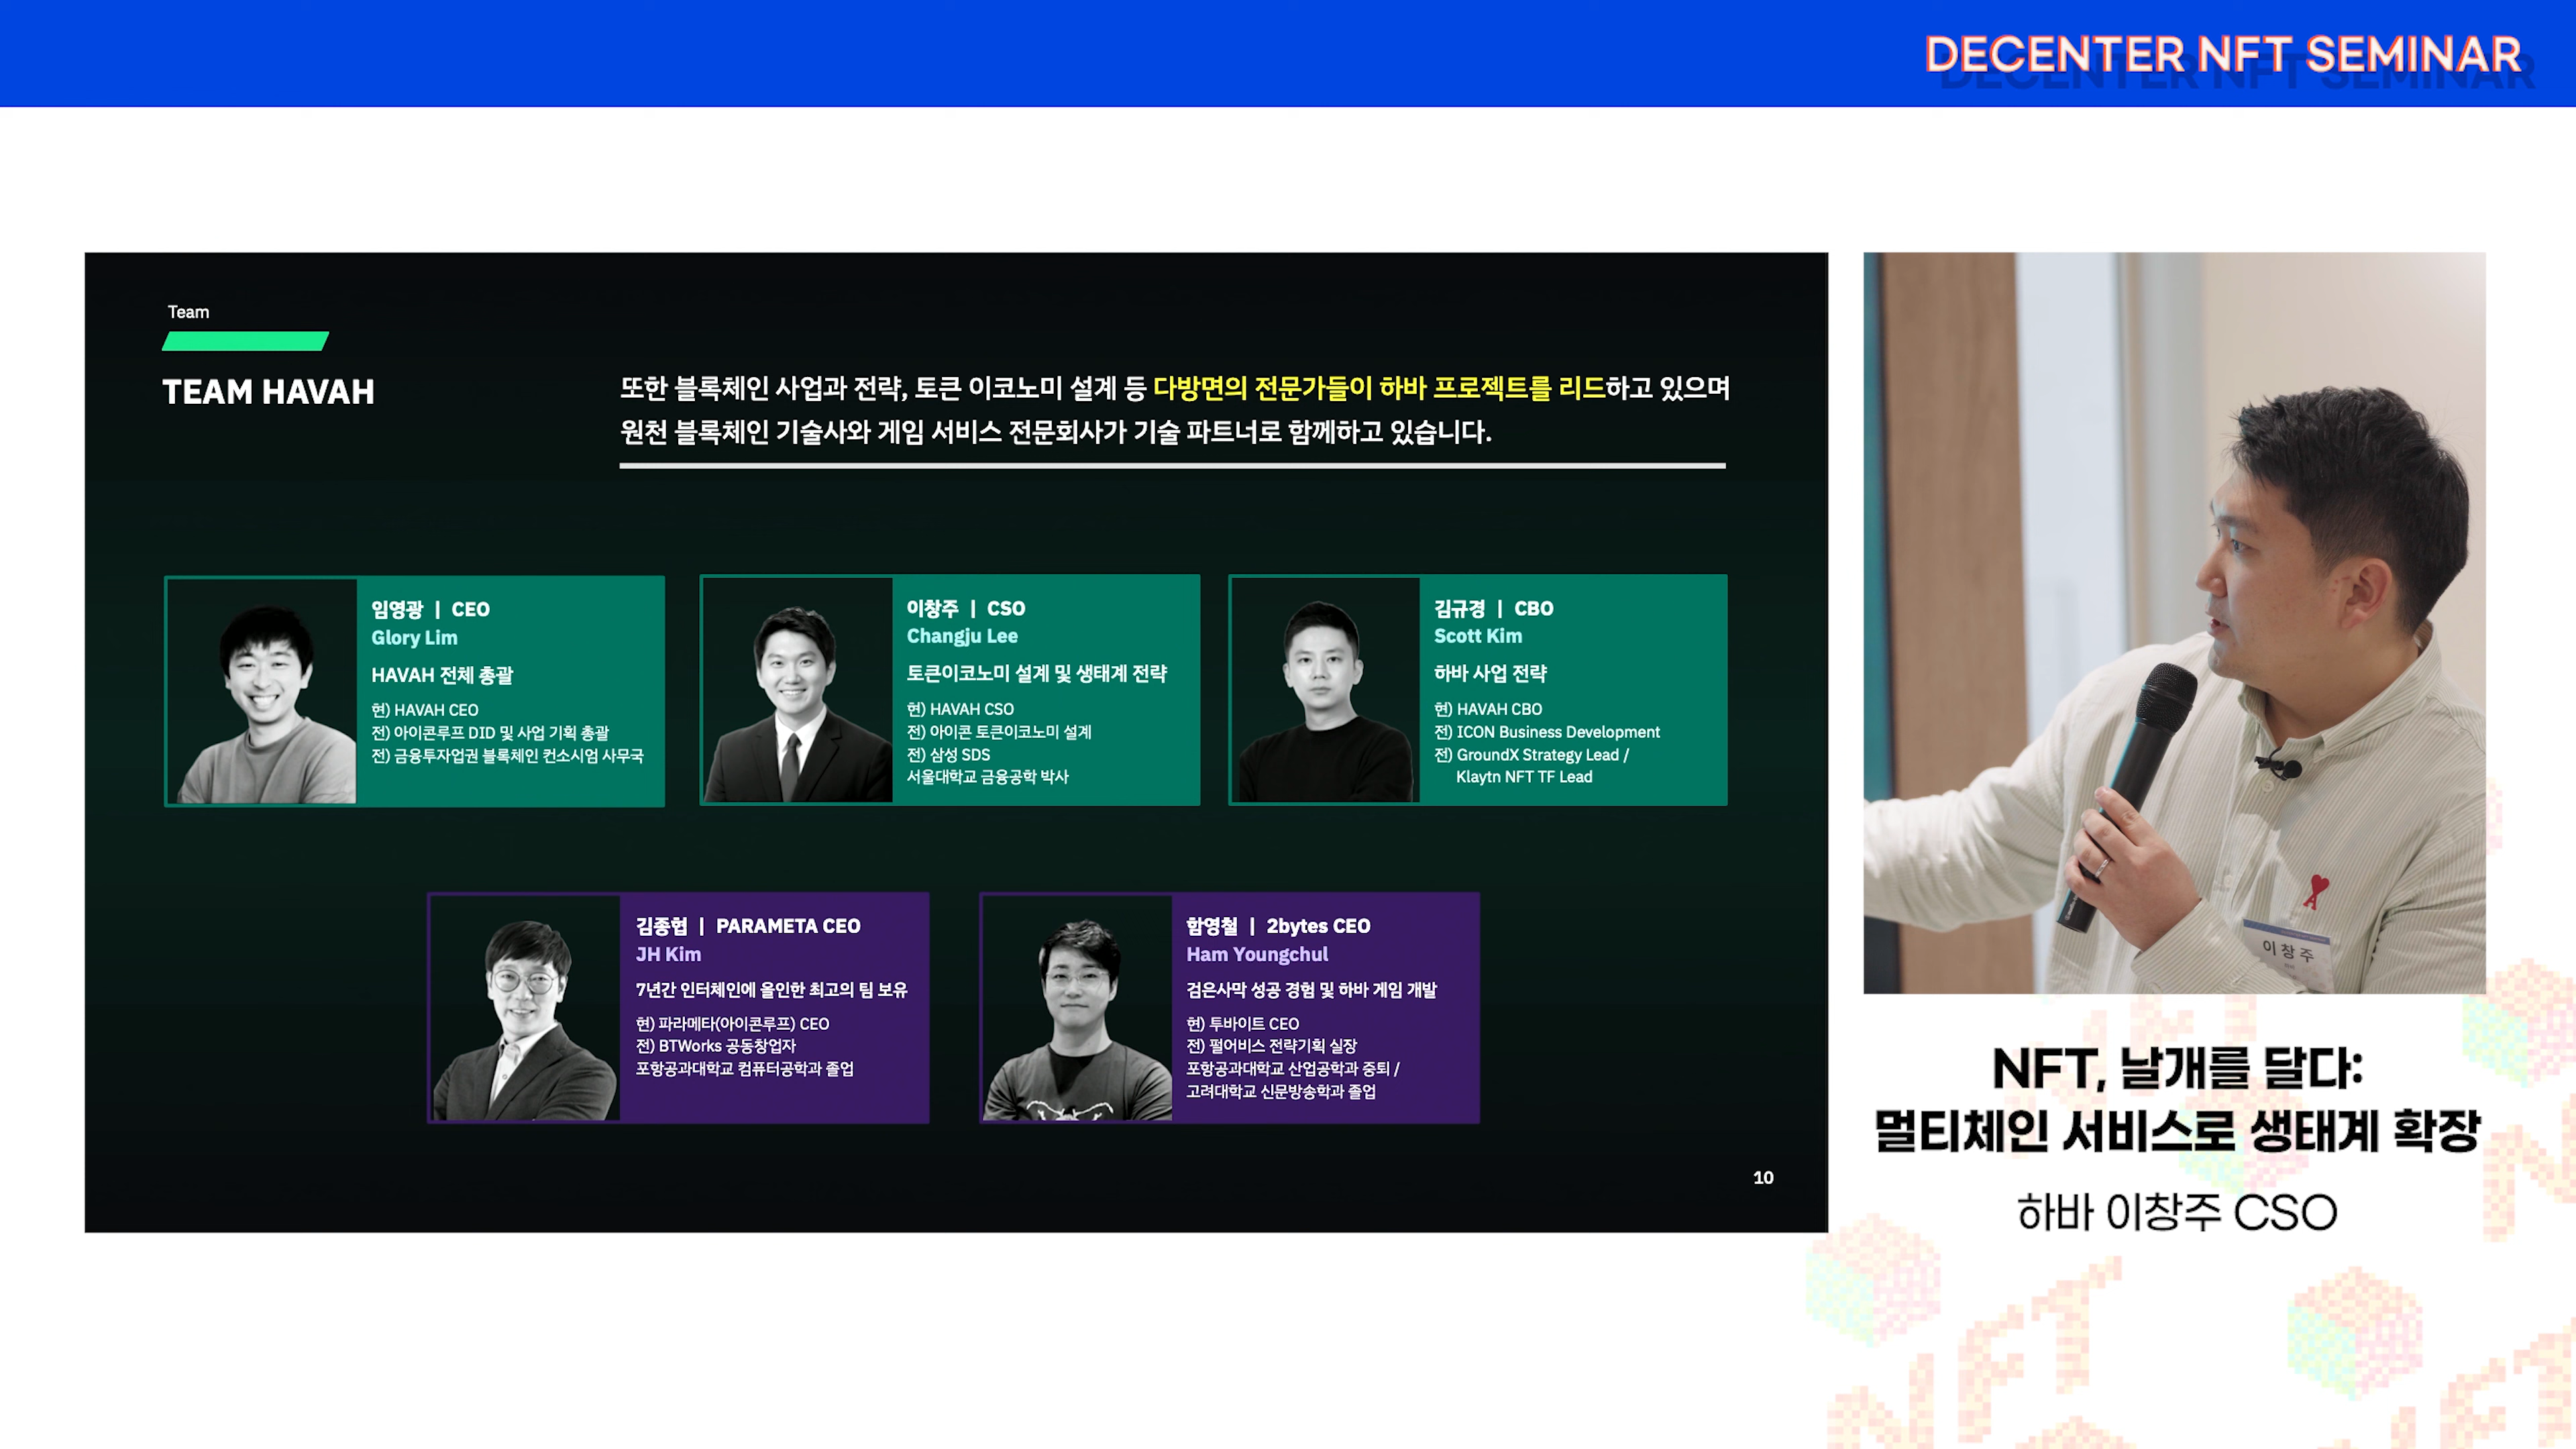 DECENTER NFT SEMINAR
Team
TEAM HAVAH
또한 블록체인 사업과 전략, 토큰 이코노미 설계 등 다방면의 전문가들이 하바 프로젝트를 리드하고 있으며
원천 블록체인 기술사와 게임 서비스 전문회사가 기술 파트너로 함께하고 있습니다.
임영광 | CEO
Glory Lim
HAVAH 전체 총괄
현) HAVAH CEO
전) 아이콘루프 DID 및 사업 기획 총괄
전) 금융투자업권 블록체인 컨소시엄 사무국
이창주 | CSO
Changju Lee
토큰이코노미 설계 및 생태계 전략
현) HAVAH CSO
전) 아이콘 토큰이코노미 설계
전) 삼성 SDS
서울대학교 금융공학 박사
김규경 | CBO
Scott Kim
하바 사업 전략
현) HAVAH CBO
전) ICON Business Development
전) GroundX Strategy Lead /
Klaytn NFT TF Lead
김종협 | PARAMETA CEO
JH Kim
7년간 인터체인에 올인한 최고의 팀 보유
현) 파라메타(아이콘루프) CEO
전) BTWorks 공동창업자
포항공과대학교 컴퓨터공학과 졸업
함영철 | 2bytes CEO
Ham Youngchul
검은사막 성공 경험 및 하바 게임 개발
현) 투바이트 CEO
전) 펄어비스 전략기획 실장
포항공과대학교 산업공학과 중퇴 /
고려대학교 신문방송학과 졸업
10
이창주
NFT, 날개를 달다:
멀티체인 서비스로 생태계 확장
하바 이창주 CSO
NFT
NFT
NFT